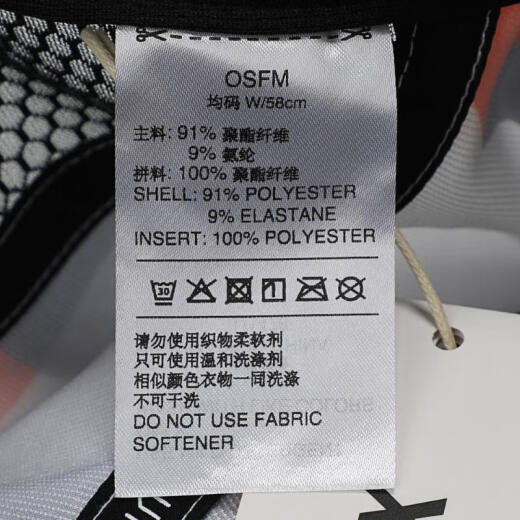 OSFM
均码 W/58cm
主料: 91% 聚酯纤维
9% 氨纶
拼料: 100% 聚酯纤维
SHELL: 91% POLYESTER
9% ELASTANE
INSERT: 100% POLYESTER
30
请勿使用织物柔软剂
只可使用温和洗涤剂
相似颜色衣物一同洗涤
不可干洗
DO NOT USE FABRIC
SOFTENER